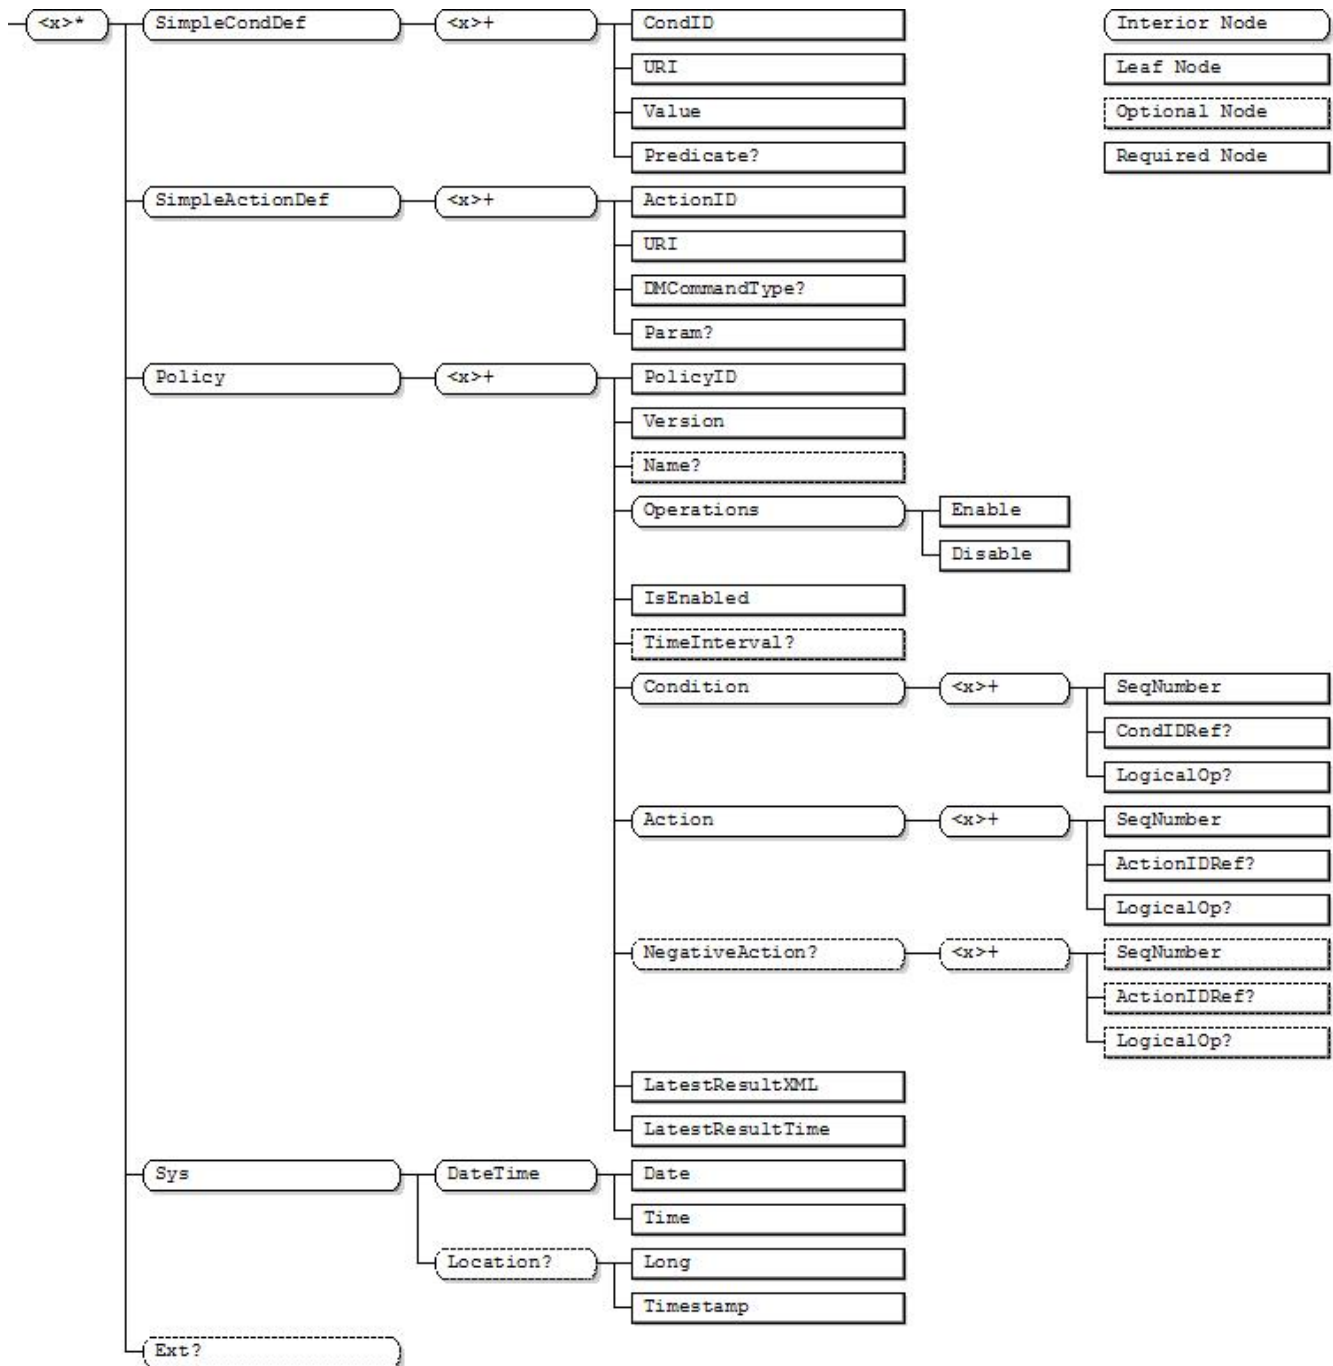 <x>*
SimpleCondDef
<x>+
CondID
Interior Node
URI
Leaf Node
Value
Optional Node
Predicate?
Required Node
SimpleActionDef
<x>+
ActionID
URI
DMCommandType?
Param?
Policy
<x>+
PolicyID
Version
Name?
Operations
Enable
Disable
IsEnabled
TimeInterval?
Condition
<x>+
SeqNumber
CondIDRef?
LogicalOp?
Action
<x>+
SeqNumber
ActionIDRef?
LogicalOp?
NegativeAction?
<x>+
SeqNumber
ActionIDRef?
LogicalOp?
LatestResultXML
LatestResultTime
Sys
DateTime
Date
Time
Location?
Long
Timestamp
Ext?